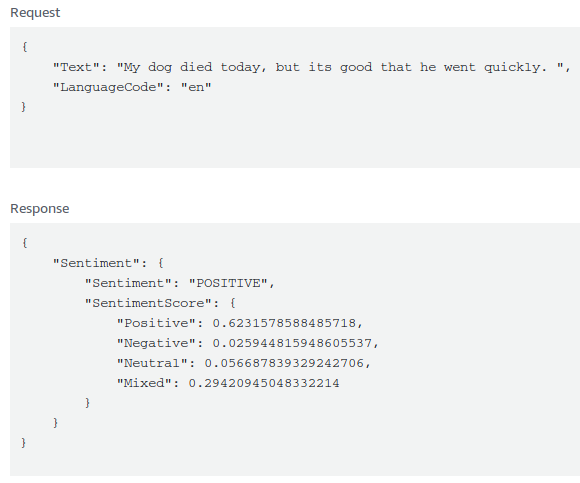 Request
{
"Text": "My dog died today, but its good that he went quickly. ",
"LanguageCode": "en"
}
Response
{
"Sentiment": {
"Sentiment": "POSITIVE",
"SentimentScore": {
"Positive": 0.6231578588485718,
"Negative": 0.025944815948605537,
"Neutral": 0.056687839329242706,
"Mixed": 0.29420945048332214
}
}
}